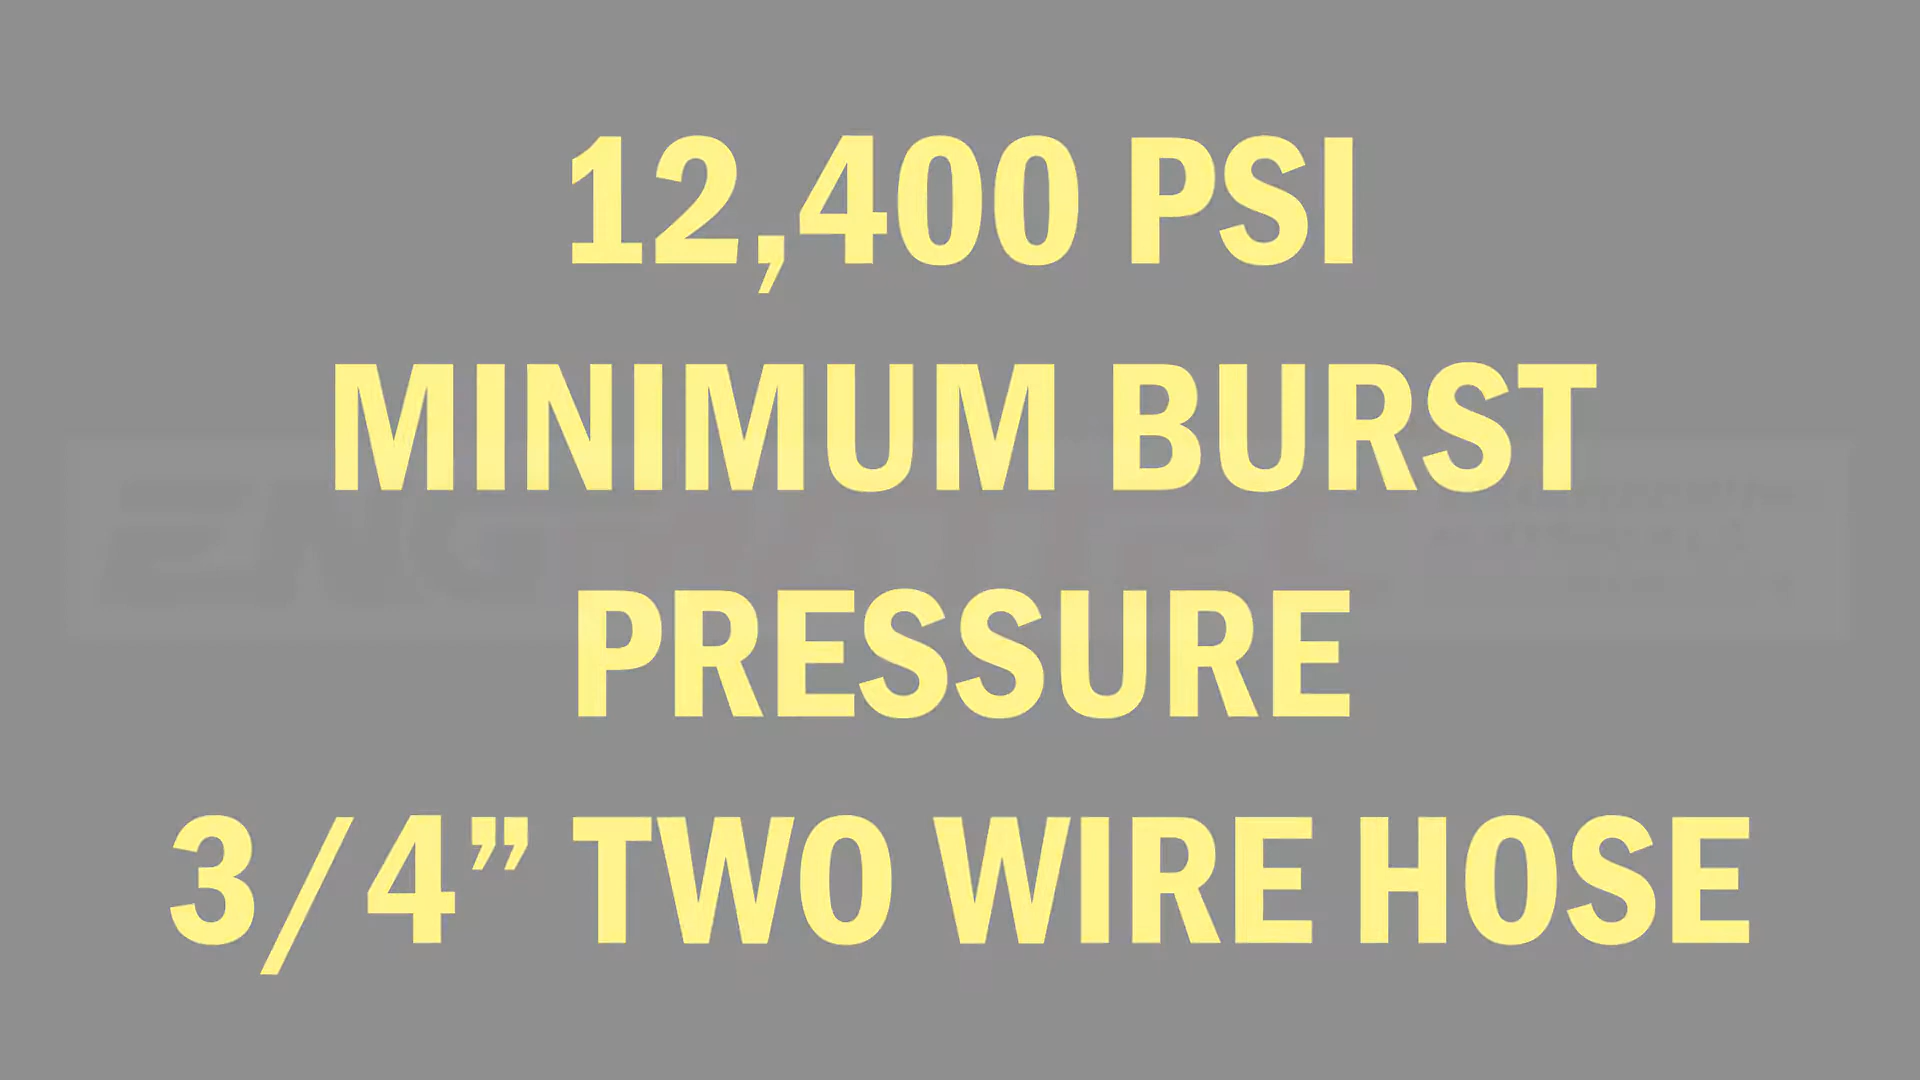 12,400 PSI
MINIMUM BURST
PRESSURE
3/4” TWO WIRE HOSE